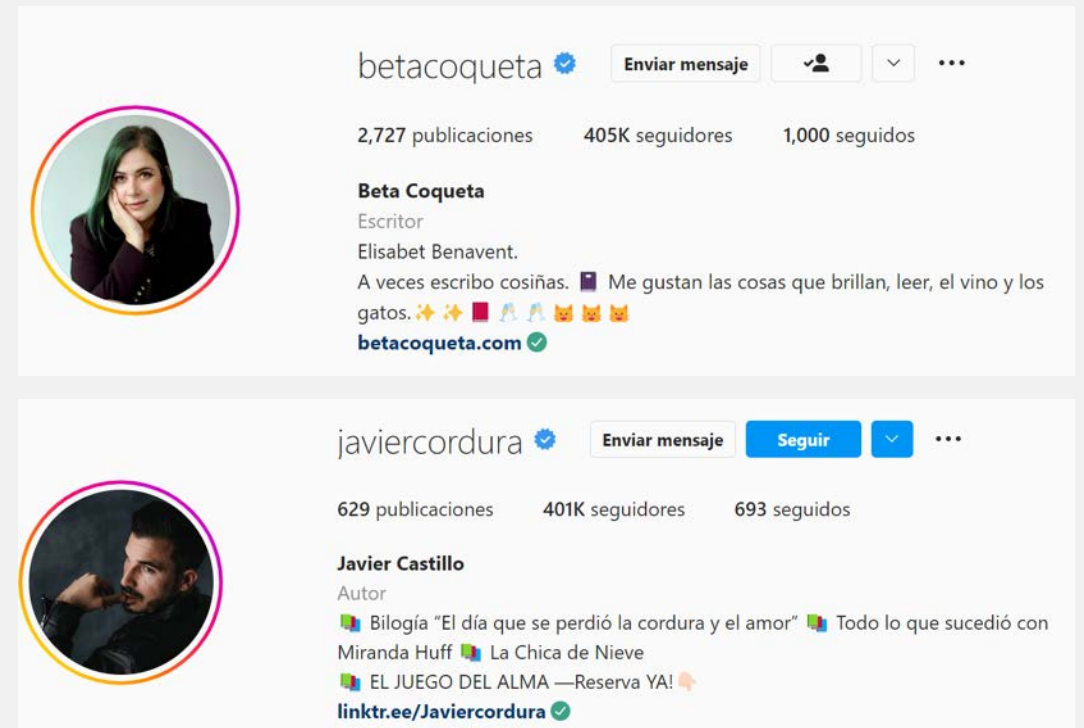 betacoqueta Enviar mensaje
2,727 publicaciones 405K seguidores 1,000 seguidos
Beta Coqueta
Escritor
Elisabet Benavent.
A veces escribo cosiñas. Me gustan las cosas que brillan, leer, el vino y los
gatos.
betacoqueta.com
javiercordura Enviar mensaje Seguir
629 publicaciones 401K seguidores 693 seguidos
Javier Castillo
Autor
Bilogía “El día que se perdió la cordura y el amor” Todo lo que sucedió con
Miranda Huff La Chica de Nieve
EL JUEGO DEL ALMA —Reserva YA!
linktr.ee/Javiercordura